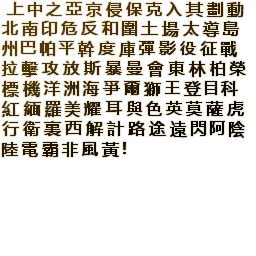 上中之亞京侵保克入其劃動
北南印危反和圍土場太導島
州巴帕平幹度庫彈影役征戰
拉擊攻放斯暴曼會東林柏榮
標機洋洲海爭爾獅王登目科
紅緬羅美耀耳與色英莫薩虎
行衛裏西解計路途遠閃阿陰
陸電霸非風黃!